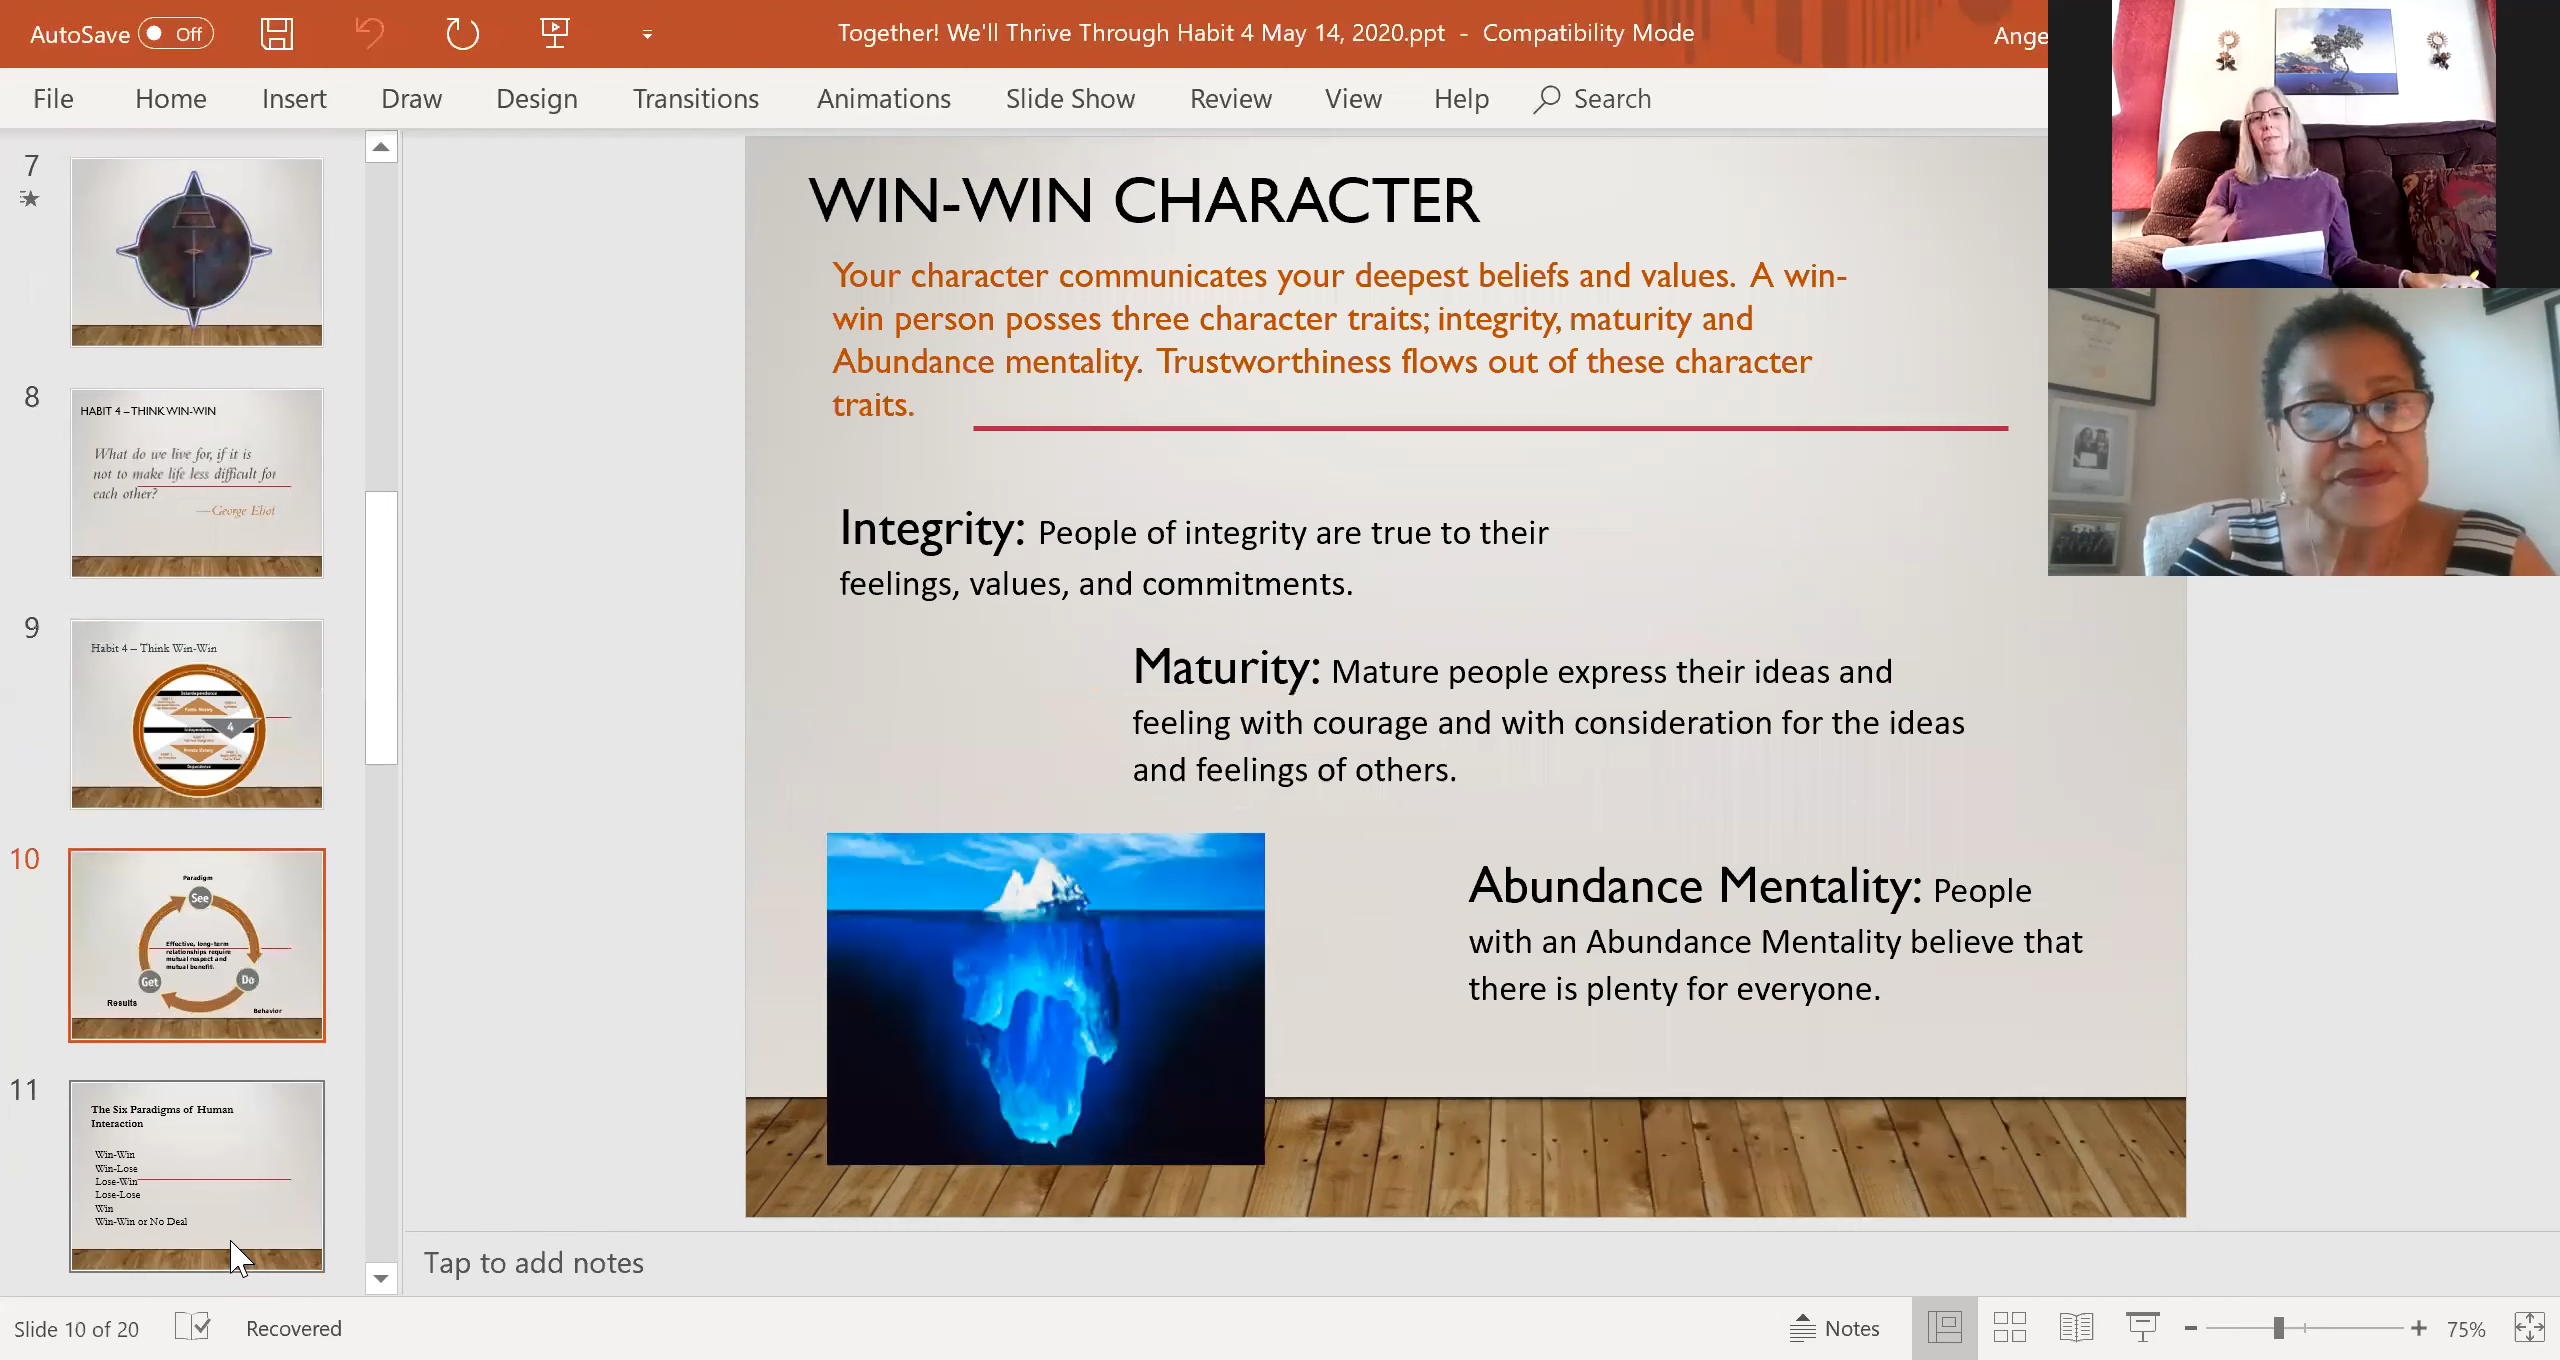 AutoSave Off
Together! We'll Thrive Through Habit 4 May 14, 2020.ppt - Compatibility Mode
Ange
File Home Insert Draw Design Transitions Animations Slide Show Review View Help Search
7
8
HABIT 4 – THINK WIN-WIN
What do we live for, if it is
not to make life less difficult for
each other?
—George Eliot
9
Habit 4 – Think Win-Win
Interdependence
Public Victory
4
Independence
Private Victory
Dependence
10
Paradigm
See
Effective, long-term
relationships require
mutual respect and
mutual benefit.
Get
Do
Results
Behavior
11
The Six Paradigms of Human
Interaction
Win-Win
Win-Lose
Lose-Win
Lose-Lose
Win
Win-Win or No Deal
WIN-WIN CHARACTER
Your character communicates your deepest beliefs and values. A win-
win person posses three character traits; integrity, maturity and
Abundance mentality. Trustworthiness flows out of these character
traits.
Integrity: People of integrity are true to their
feelings, values, and commitments.
Maturity: Mature people express their ideas and
feeling with courage and with consideration for the ideas
and feelings of others.
Abundance Mentality: People
with an Abundance Mentality believe that
there is plenty for everyone.
Tap to add notes
Slide 10 of 20
Recovered
Notes
75%